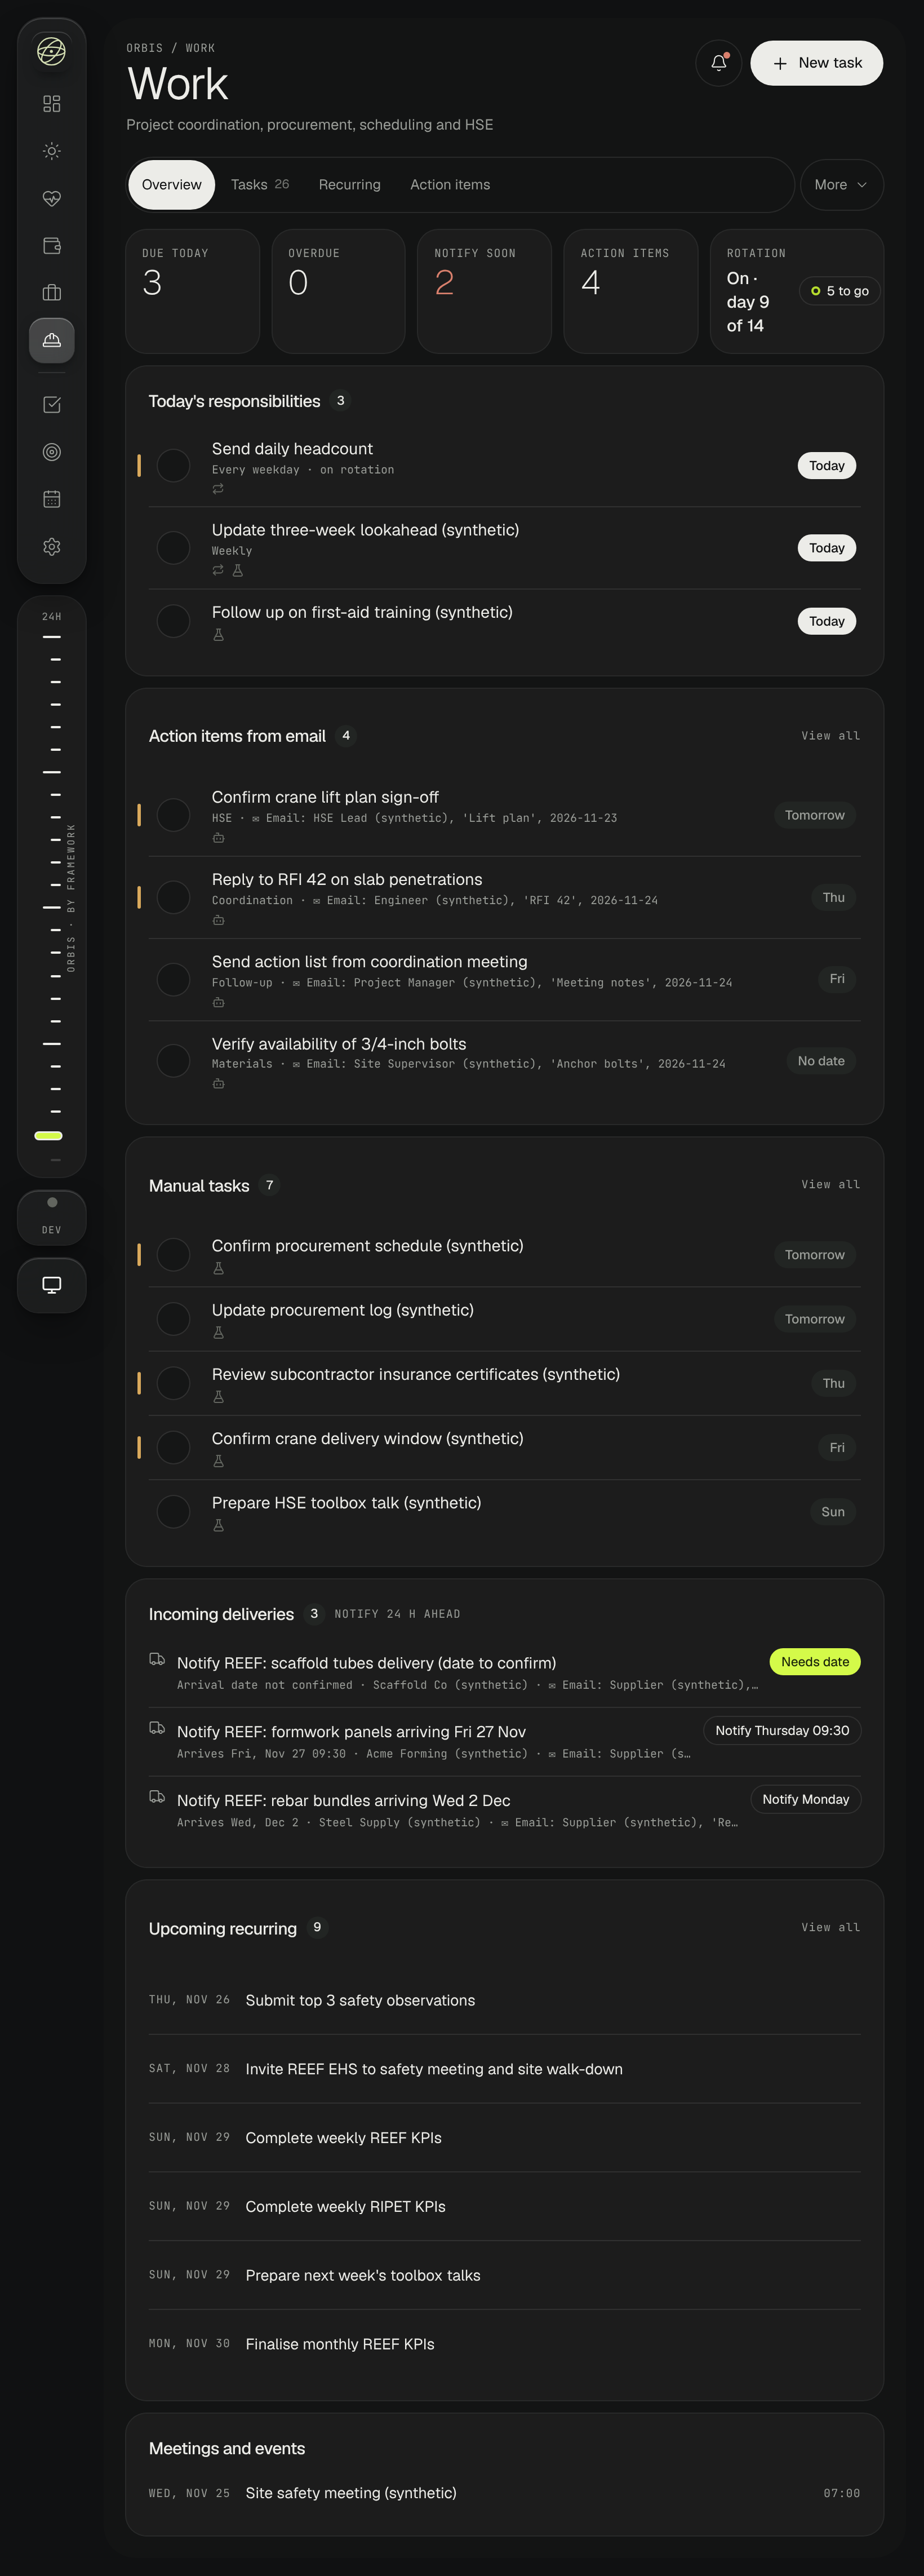 ORBIS / WORK
Work
Project coordination, procurement, scheduling and HSE
New task
Overview
Tasks 26
Recurring
Action items
More
DUE TODAY
3
OVERDUE
0
NOTIFY SOON
2
ACTION ITEMS
4
ROTATION
On ·
day 9
of 14
5 to go
Today's responsibilities 3
Send daily headcount
Every weekday · on rotation
Today
Update three-week lookahead (synthetic)
Weekly
Today
Follow up on first-aid training (synthetic)
Today
Action items from email 4
View all
Confirm crane lift plan sign-off
HSE · ✉ Email: HSE Lead (synthetic), 'Lift plan', 2026-11-23
Tomorrow
Reply to RFI 42 on slab penetrations
Coordination · ✉ Email: Engineer (synthetic), 'RFI 42', 2026-11-24
Thu
Send action list from coordination meeting
Follow-up · ✉ Email: Project Manager (synthetic), 'Meeting notes', 2026-11-24
Fri
Verify availability of 3/4-inch bolts
Materials · ✉ Email: Site Supervisor (synthetic), 'Anchor bolts', 2026-11-24
No date
Manual tasks 7
View all
Confirm procurement schedule (synthetic)
Tomorrow
Update procurement log (synthetic)
Tomorrow
Review subcontractor insurance certificates (synthetic)
Thu
Confirm crane delivery window (synthetic)
Fri
Prepare HSE toolbox talk (synthetic)
Sun
Incoming deliveries 3 NOTIFY 24 H AHEAD
Notify REEF: scaffold tubes delivery (date to confirm)
Arrival date not confirmed · Scaffold Co (synthetic) · ✉ Email: Supplier (synthetic),…
Needs date
Notify REEF: formwork panels arriving Fri 27 Nov
Arrives Fri, Nov 27 09:30 · Acme Forming (synthetic) · ✉ Email: Supplier (s…
Notify Thursday 09:30
Notify REEF: rebar bundles arriving Wed 2 Dec
Arrives Wed, Dec 2 · Steel Supply (synthetic) · ✉ Email: Supplier (synthetic), 'Re…
Notify Monday
Upcoming recurring 9
View all
THU, NOV 26 Submit top 3 safety observations
SAT, NOV 28 Invite REEF EHS to safety meeting and site walk-down
SUN, NOV 29 Complete weekly REEF KPIs
SUN, NOV 29 Complete weekly RIPET KPIs
SUN, NOV 29 Prepare next week's toolbox talks
MON, NOV 30 Finalise monthly REEF KPIs
Meetings and events
WED, NOV 25 Site safety meeting (synthetic) 07:00
24H
ORBIS · BY FRAMEWORK
DEV